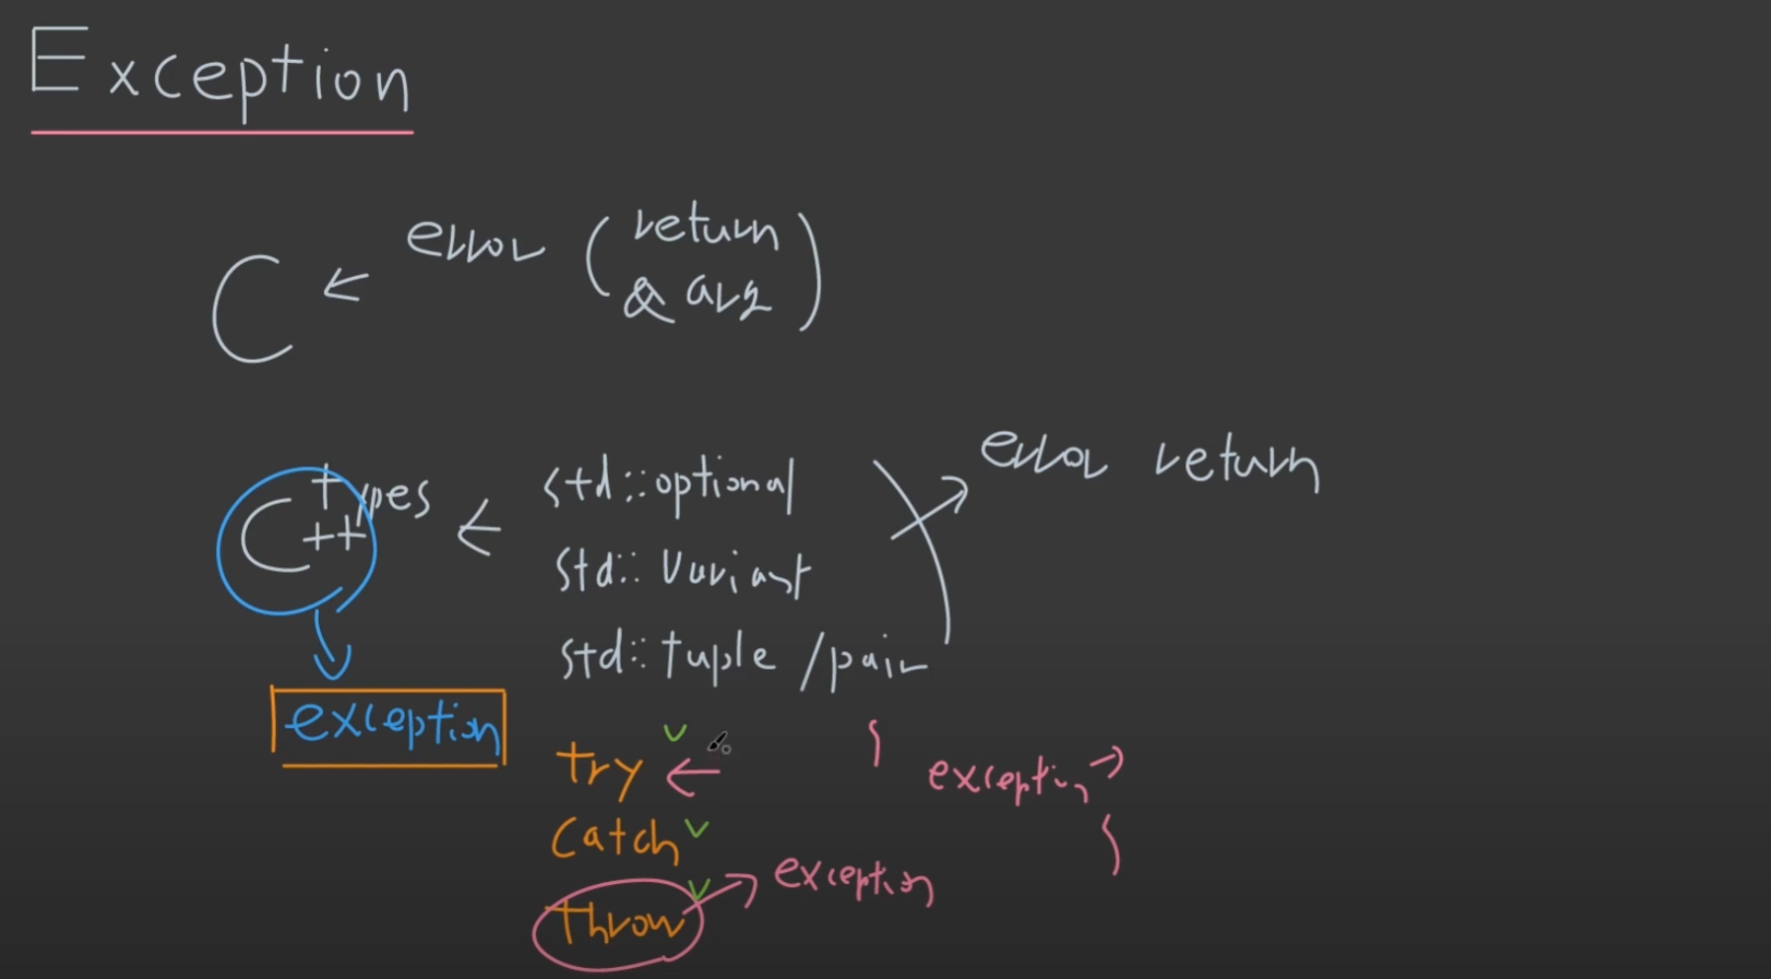 Exception
C ← error (return
& arg)
C++ types ← std::optional
error return
std::variant
std::tuple /pair
exception
try
exception
catch
throw → exception